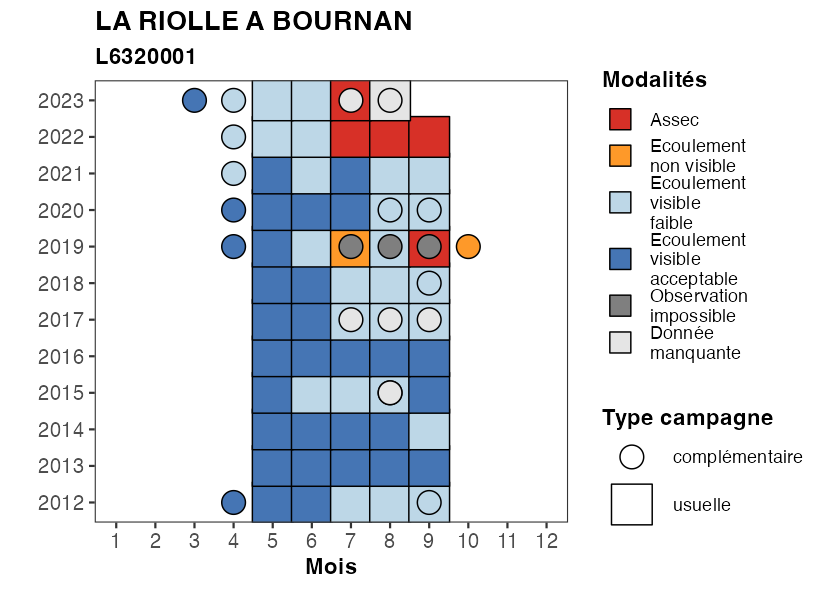 LA RIOLLE A BOURNAN
L6320001
2023
2022
2021
2020
2019
2018
2017
2016
2015
2014
2013
2012
1 2 3 4 5 6 7 8 9 10 11 12
Mois
Modalités
Assec
Ecoulement
non visible
Ecoulement
visible
faible
Ecoulement
visible
acceptable
Observation
impossible
Donnée
manquante
Type campagne
complémentaire
usuelle